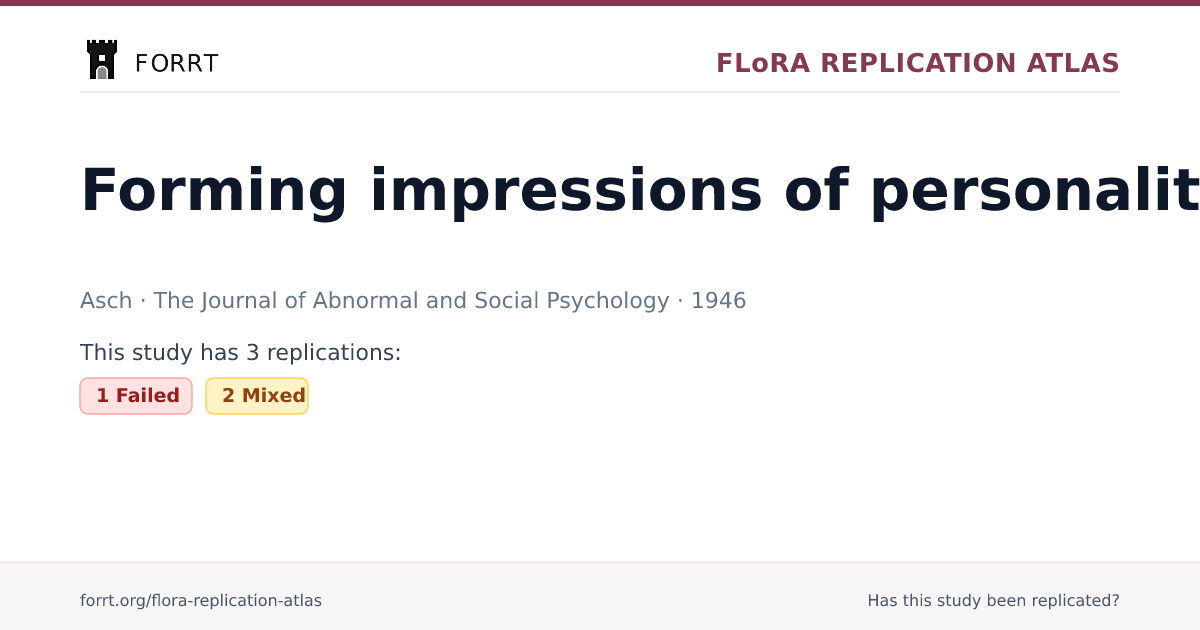 FORRT
FLoRA REPLICATION ATLAS
Forming impressions of personalit
Asch · The Journal of Abnormal and Social Psychology · 1946
This study has 3 replications:
1 Failed
2 Mixed
forrt.org/flora-replication-atlas
Has this study been replicated?